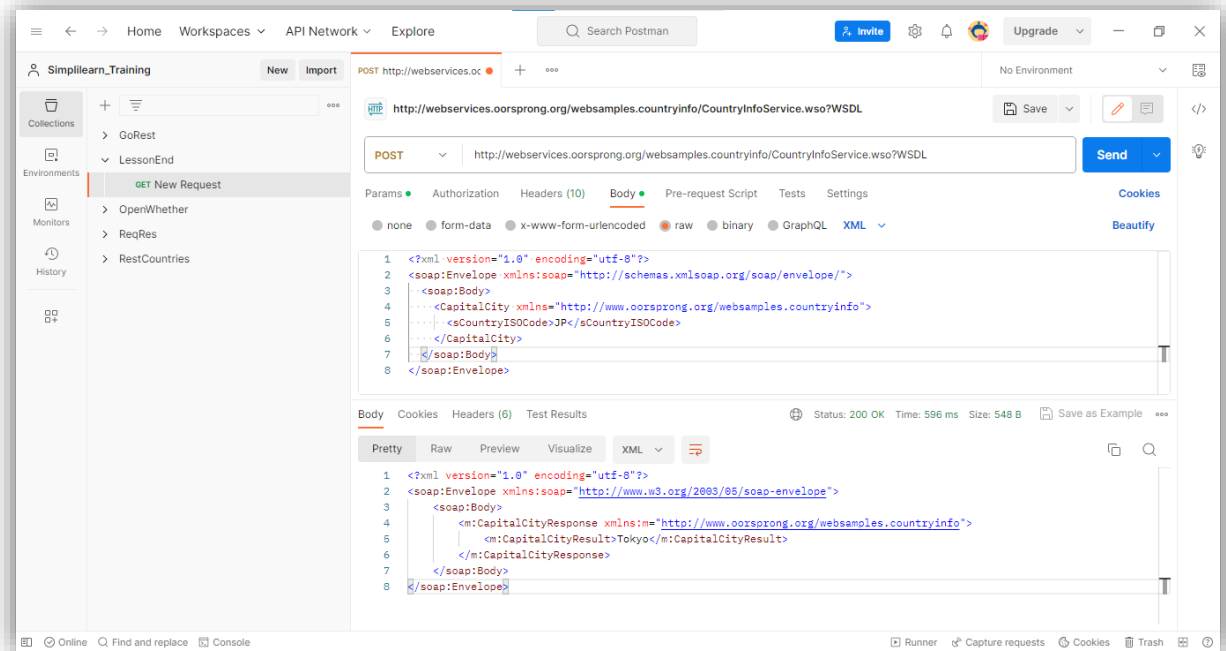 Home Workspaces API Network Explore Search Postman Invite Upgrade
Simplilearn_Training New Import POST http://webservices.oc + No Environment
Collections
Environments
Monitors
History
GoRest
LessonEnd
GET New Request
OpenWhether
ReqRes
RestCountries
HTTP http://webservices.oorsprong.org/websamples.countryinfo/CountryInfoService.wso?WSDL Save
POST http://webservices.oorsprong.org/websamples.countryinfo/CountryInfoService.wso?WSDL Send
Params Authorization Headers (10) Body Pre-request Script Tests Settings Cookies
none form-data x-www-form-urlencoded raw binary GraphQL XML Beautify
1 <?xml version="1.0" encoding="utf-8"?>
2 <soap:Envelope xmlns:soap="http://schemas.xmlsoap.org/soap/envelope/">
3 <soap:Body>
4 <CapitalCity xmlns="http://www.oorsprong.org/websamples.countryinfo">
5 <sCountryISOCode>JP</sCountryISOCode>
6 </CapitalCity>
7 </soap:Body>
8 </soap:Envelope>
Body Cookies Headers (6) Test Results Status: 200 OK Time: 596 ms Size: 548 B Save as Example
Pretty Raw Preview Visualize XML
1 <?xml version="1.0" encoding="utf-8"?>
2 <soap:Envelope xmlns:soap="http://www.w3.org/2003/05/soap-envelope">
3 <soap:Body>
4 <m:CapitalCityResponse xmlns:m="http://www.oorsprong.org/websamples.countryinfo">
5 <m:CapitalCityResult>Tokyo</m:CapitalCityResult>
6 </m:CapitalCityResponse>
7 </soap:Body>
8 </soap:Envelope>
Online Find and replace Console Runner Capture requests Cookies Trash